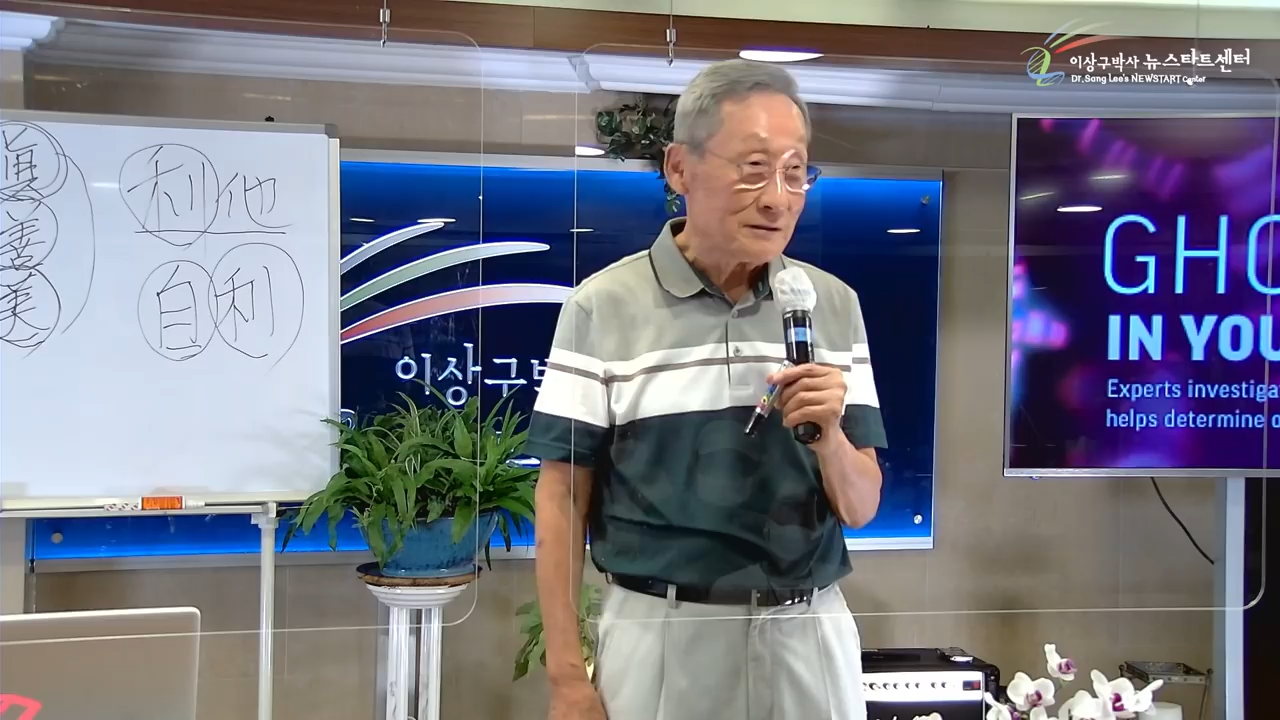 이상구박사 뉴스타트센터
Dr. Sang Lee's NEWSTART Center
眞
善
美
利他
自利
이상구
GHO
IN YOU
Experts investiga
helps determine